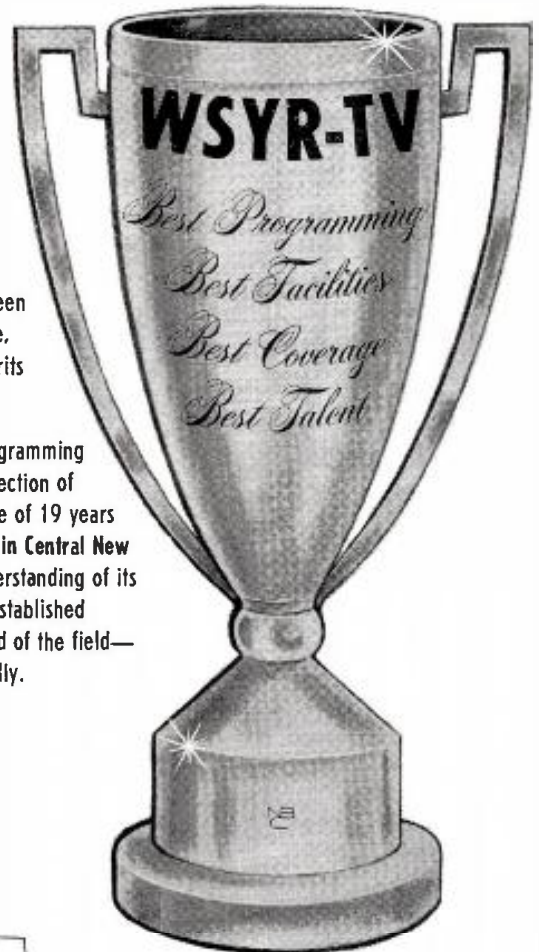 WSYR-TV
Best Programming
Best Facilities
Best Coverage
Best Talent
een
e,
rits
gramming
ection of
e of 19 years
in Central New
erstanding of its
stablished
d of the field—
lly.
NBC